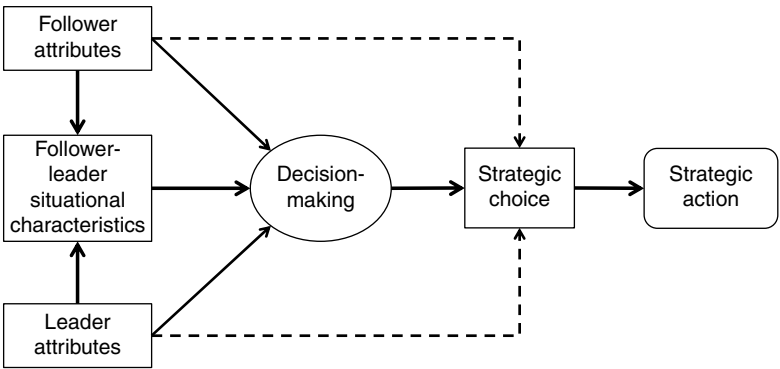 Follower
attributes
Follower-
leader
situational
characteristics
Decision-
making
Strategic
choice
Strategic
action
Leader
attributes